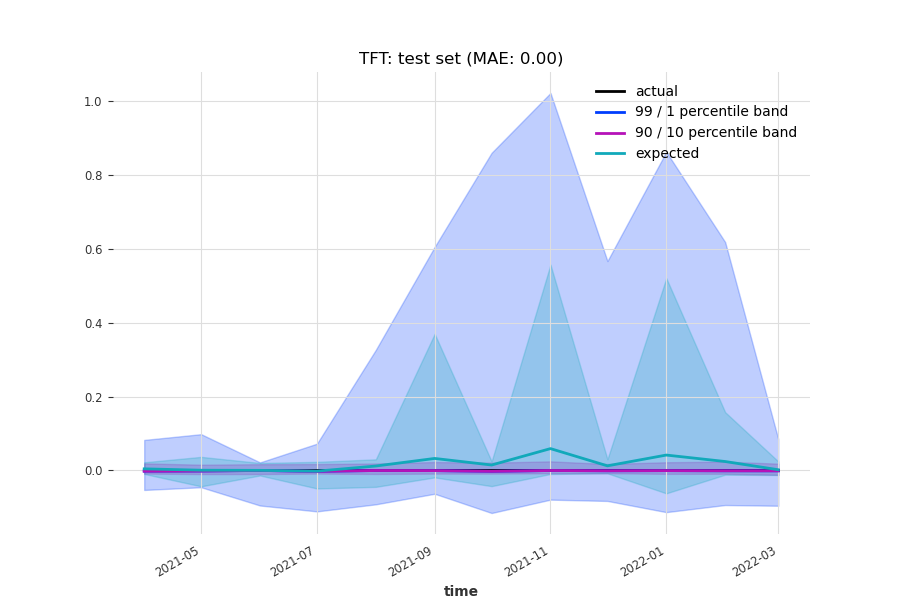 TFT: test set (MAE: 0.00)
actual
99 / 1 percentile band
90 / 10 percentile band
expected
1.0
0.8
0.6
0.4
0.2
0.0
2021-05
2021-07
2021-09
2021-11
2022-01
2022-03
time